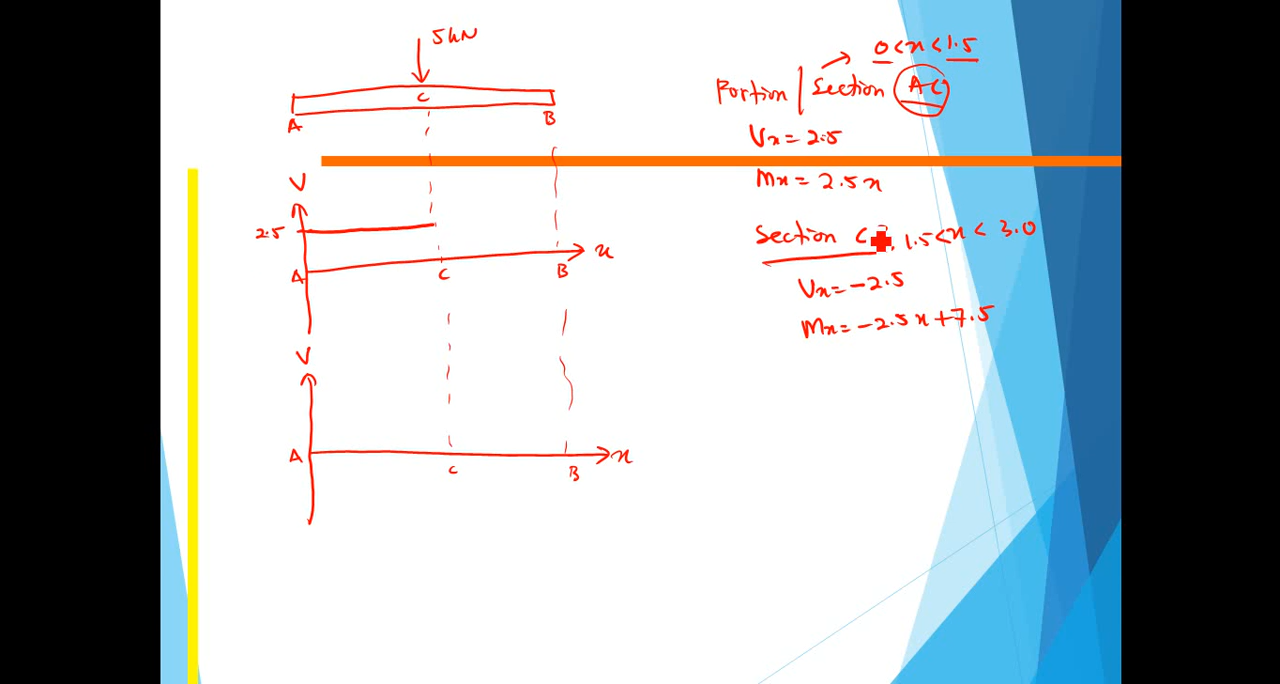 5kN
C
A
B
V
2.5
A
C
B
x
V
A
C
B
x
0<x<1.5
Portion | Section AC
Vx = 2.5
Mx = 2.5x
Section C , 1.5<x<3.0
Vx = -2.5
Mx = -2.5x+7.5